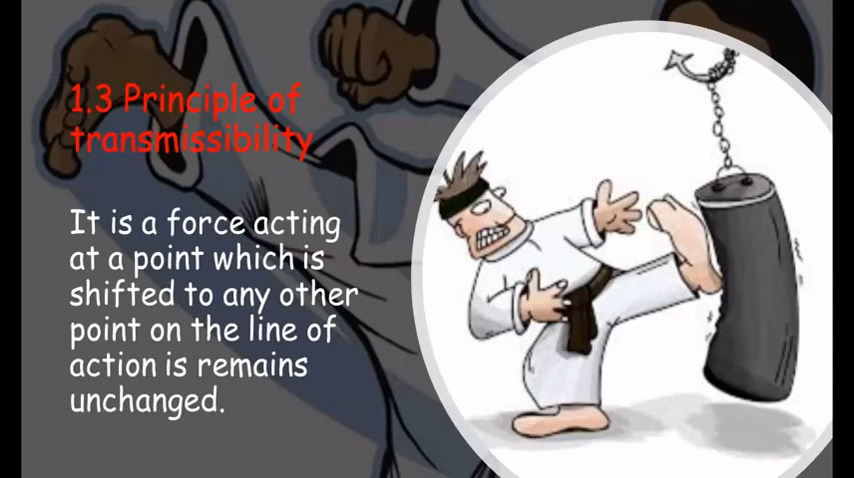 1.3 Principle of
transmissibility
It is a force acting
at a point which is
shifted to any other
point on the line of
action is remains
unchanged.